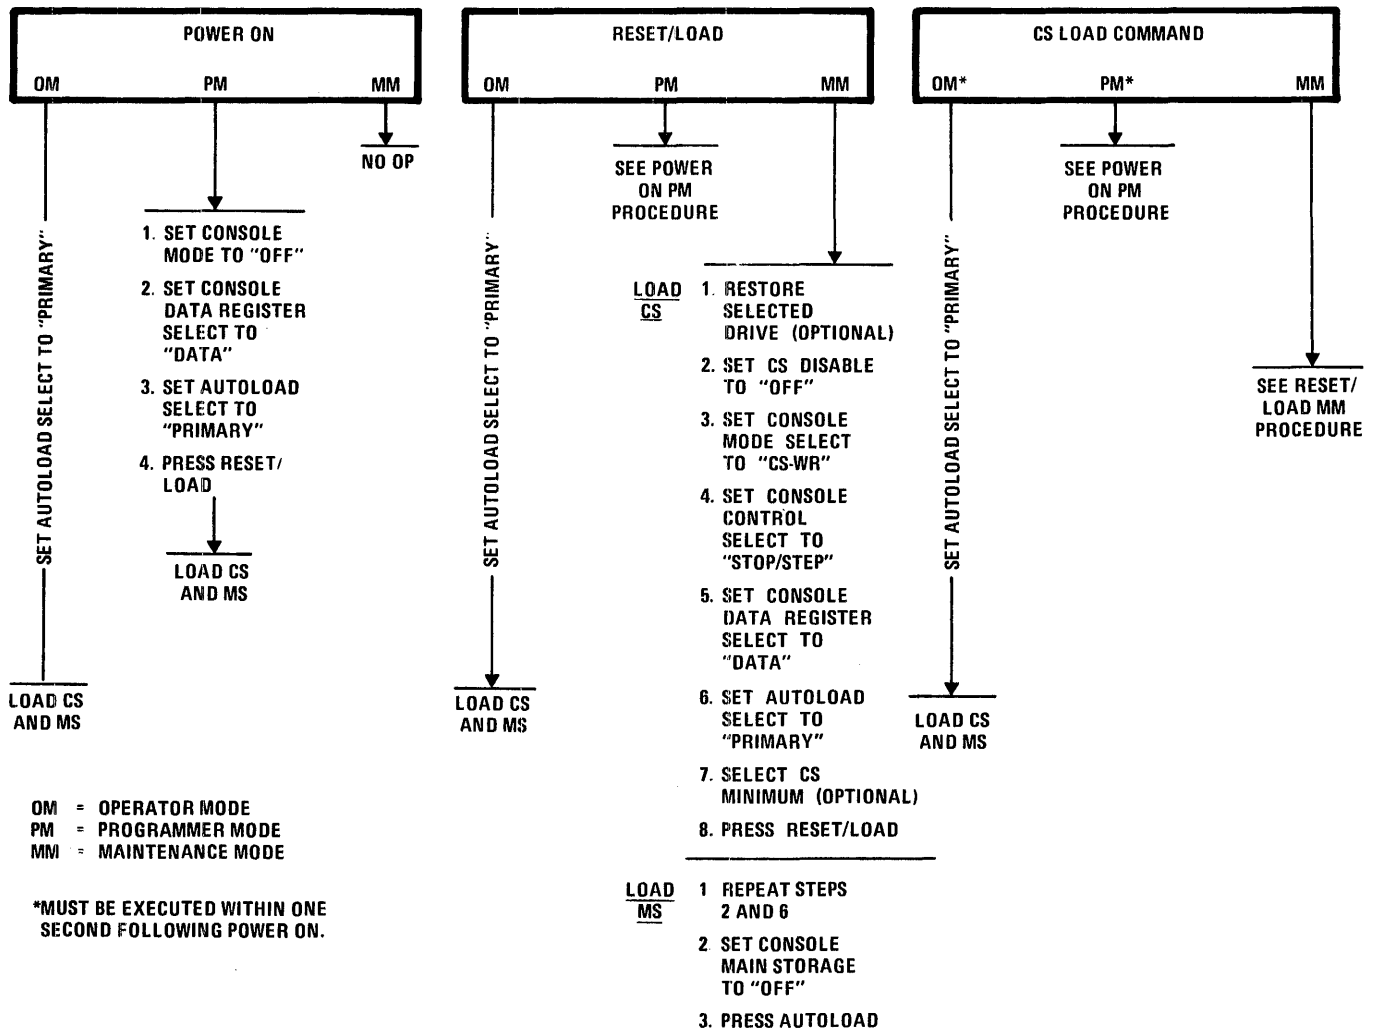 POWER ON
OM PM MM
SET AUTOLOAD SELECT TO "PRIMARY"
LOAD CS
AND MS
1. SET CONSOLE
MODE TO "OFF"
2. SET CONSOLE
DATA REGISTER
SELECT TO
"DATA"
3. SET AUTOLOAD
SELECT TO
"PRIMARY"
4. PRESS RESET/
LOAD
LOAD CS
AND MS
NO OP
RESET/LOAD
OM PM MM
SET AUTOLOAD SELECT TO "PRIMARY"
LOAD CS
AND MS
SEE POWER
ON PM
PROCEDURE
LOAD
CS
1. RESTORE
SELECTED
DRIVE (OPTIONAL)
2. SET CS DISABLE
TO "OFF"
3. SET CONSOLE
MODE SELECT
TO "CS-WR"
4. SET CONSOLE
CONTROL
SELECT TO
"STOP/STEP"
5. SET CONSOLE
DATA REGISTER
SELECT TO
"DATA"
6. SET AUTOLOAD
SELECT TO
"PRIMARY"
7. SELECT CS
MINIMUM (OPTIONAL)
8. PRESS RESET/LOAD
LOAD
MS
1 REPEAT STEPS
2 AND 6
2 SET CONSOLE
MAIN STORAGE
TO "OFF"
3. PRESS AUTOLOAD
CS LOAD COMMAND
OM* PM* MM
SET AUTOLOAD SELECT TO "PRIMARY"
LOAD CS
AND MS
SEE POWER
ON PM
PROCEDURE
SEE RESET/
LOAD MM
PROCEDURE
OM = OPERATOR MODE
PM = PROGRAMMER MODE
MM = MAINTENANCE MODE
*MUST BE EXECUTED WITHIN ONE
SECOND FOLLOWING POWER ON.